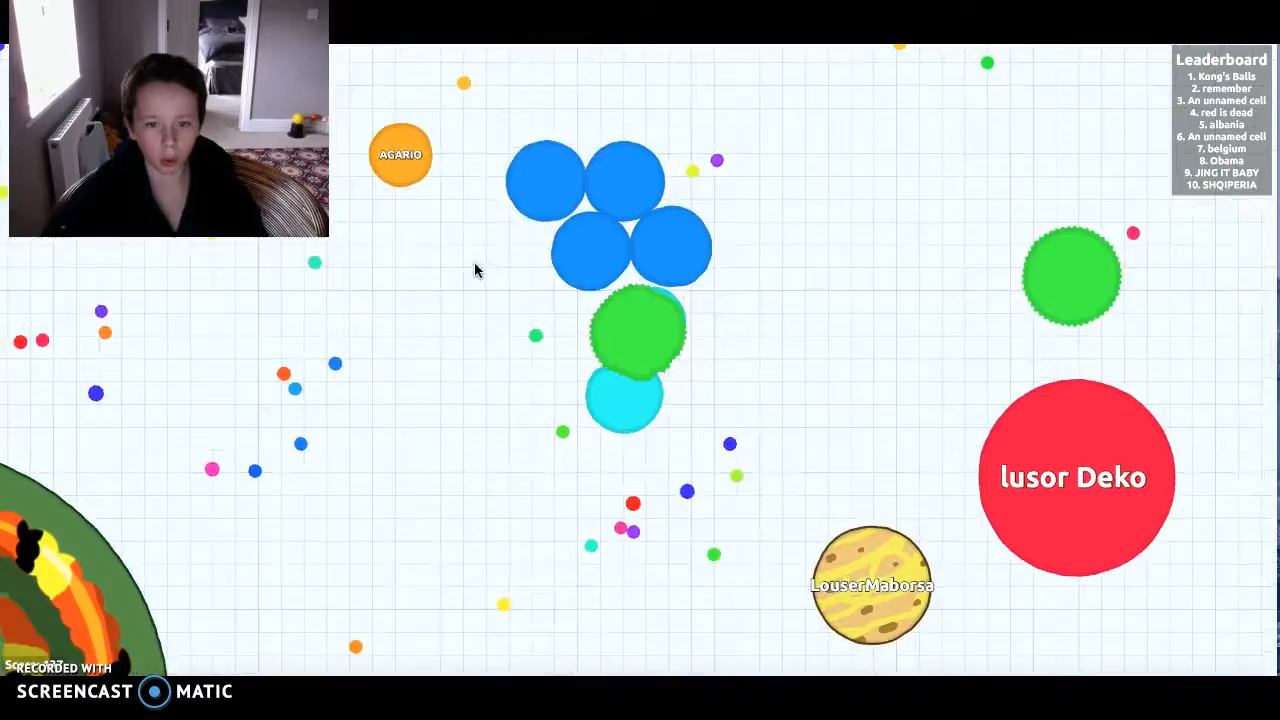 Leaderboard
1. Kong's Balls
2. remember
3. An unnamed cell
4. red is dead
5. albania
6. An unnamed cell
7. belgium
8. Obama
9. JING IT BABY
10. SHQIPERIA
AGARIO
lusor Deko
LouserMaborsa
RECORDED WITH
SCREENCAST MATIC